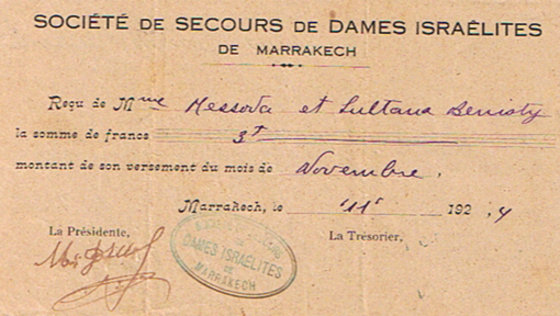 SOCIÉTÉ DE SECOURS DE DAMES ISRAÉLITES
DE MARRAKECH
Reçu de Mme Messoda et Sultana Benisty
la somme de francs 3f
montant de son versement du mois de Novembre.
Marrakech, le "11" 192 4
La Présidente, La Trésorier,
DAMES ISRAÉLITES
DE
MARRAKECH